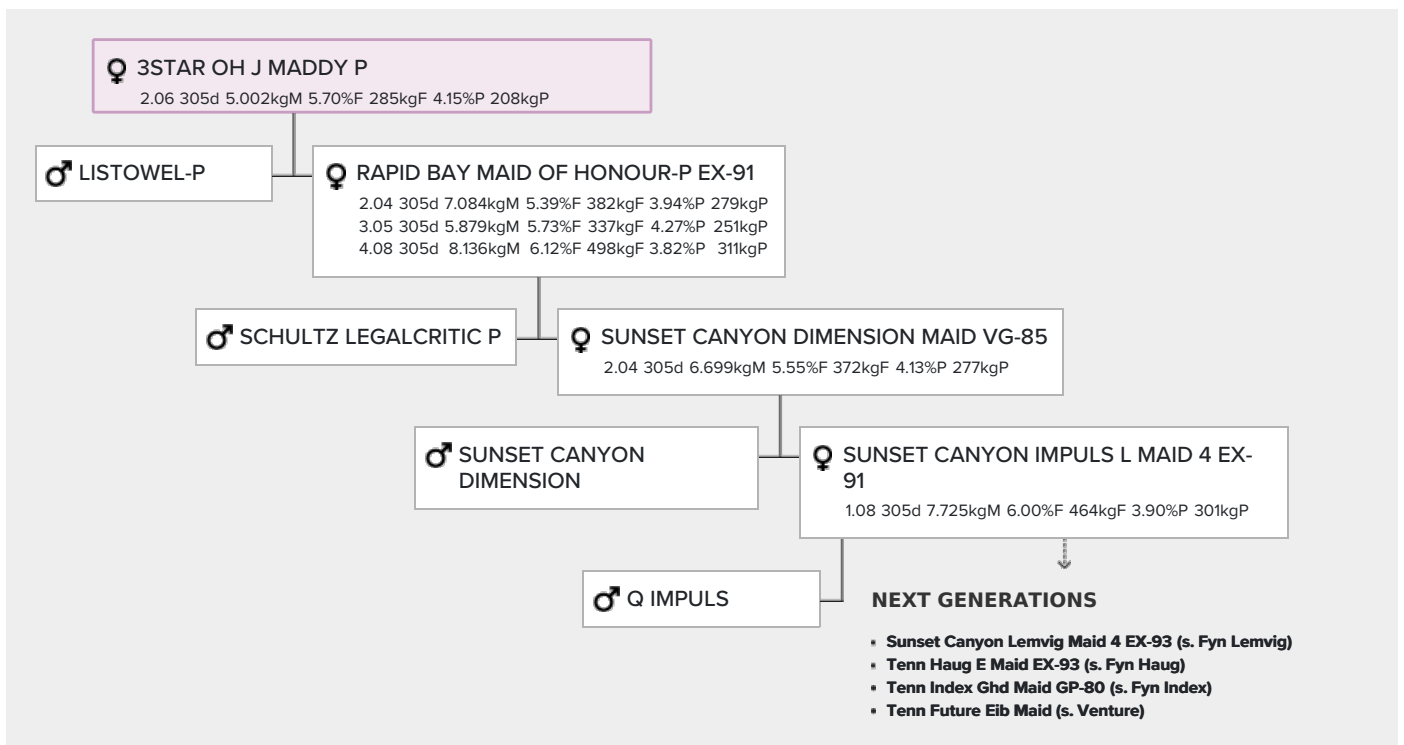 3STAR OH J MADDY P
2.06 305d 5.002kgM 5.70%F 285kgF 4.15%P 208kgP
LISTOWEL-P
RAPID BAY MAID OF HONOUR-P EX-91
2.04 305d 7.084kgM 5.39%F 382kgF 3.94%P 279kgP
3.05 305d 5.879kgM 5.73%F 337kgF 4.27%P 251kgP
4.08 305d 8.136kgM 6.12%F 498kgF 3.82%P 311kgP
SCHULTZ LEGALCRITIC P
SUNSET CANYON DIMENSION MAID VG-85
2.04 305d 6.699kgM 5.55%F 372kgF 4.13%P 277kgP
SUNSET CANYON
DIMENSION
SUNSET CANYON IMPULS L MAID 4 EX-
91
1.08 305d 7.725kgM 6.00%F 464kgF 3.90%P 301kgP
Q IMPULS
NEXT GENERATIONS
• Sunset Canyon Lemvig Maid 4 EX-93 (s. Fyn Lemvig)
• Tenn Haug E Maid EX-93 (s. Fyn Haug)
• Tenn Index Ghd Maid GP-80 (s. Fyn Index)
• Tenn Future Eib Maid (s. Venture)